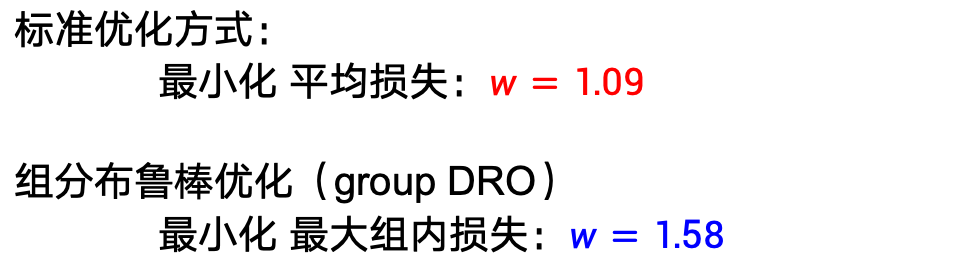 标准优化方式：
最小化 平均损失：w = 1.09
组分布鲁棒优化（group DRO）
最小化 最大组内损失：w = 1.58